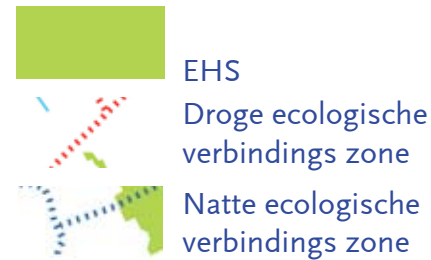 EHS
Droge ecologische
verbindings zone
Natte ecologische
verbindings zone